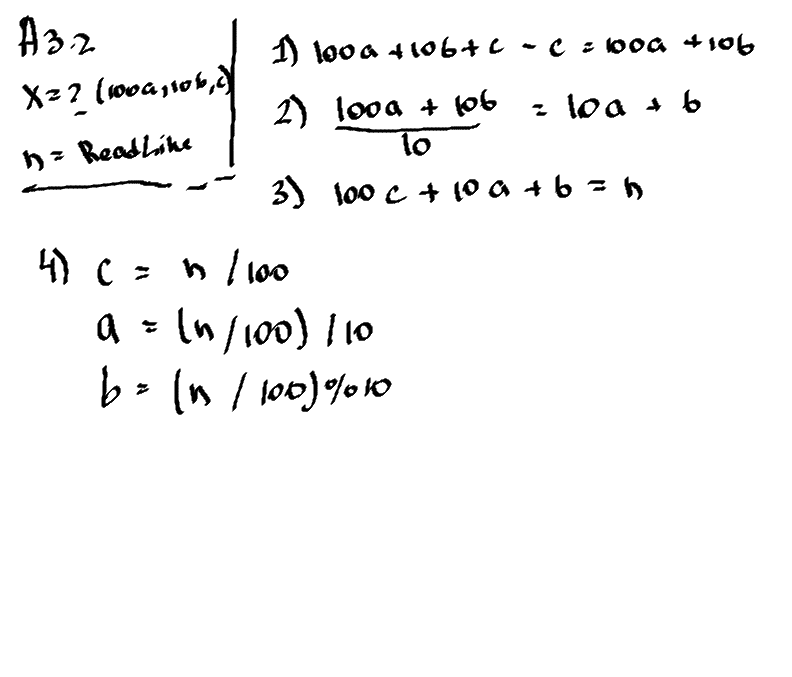 A3.2
X = ? (100a, 10b, c)
n = ReadLine
1) 100a + 10b + c - c = 100a + 10b
2) (100a + 10b) / 10 = 10a + b
3) 100c + 10a + b = n
4) c = n / 100
a = (n / 100) / 10
b = (n / 100) % 10